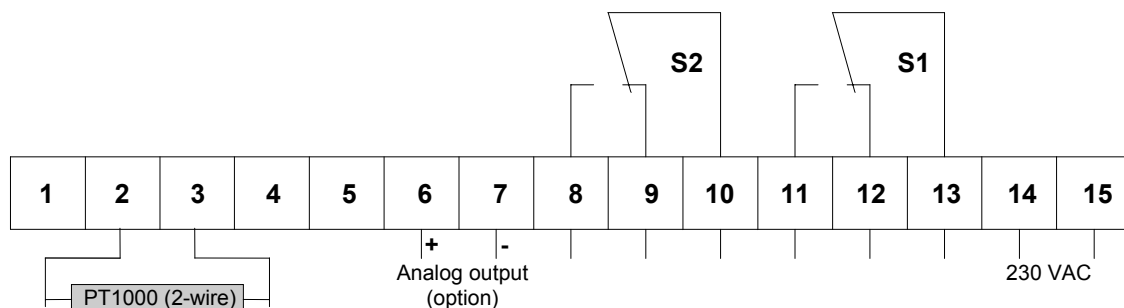 S2
S1
1 2 3 4 5 6 7 8 9 10 11 12 13 14 15
+ -
Analog output
(option)
230 VAC
PT1000 (2-wire)